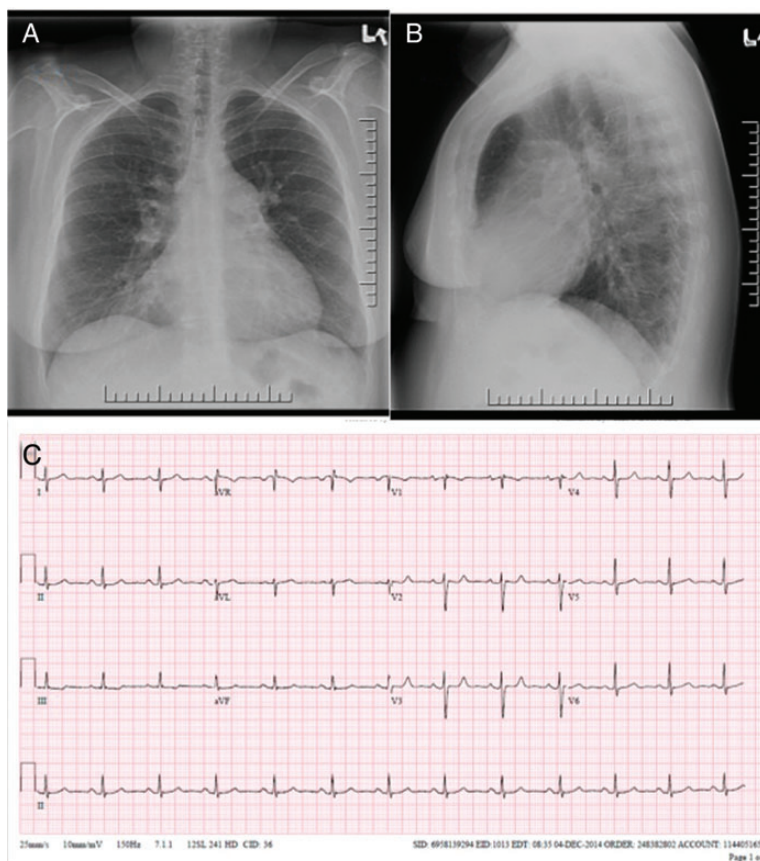 A
B
C
I aVR V1 V4
II aVL V2 V5
III aVF V3 V6
II
25mm/s 10mm/mV 150Hz 7.1.1 12SL 241 HD CID: 36
SID: 6958139294 EID:1013 EDT: 08:35 04-DEC-2014 ORDER: 248382802 ACCOUNT: 114405165
Page 1 o